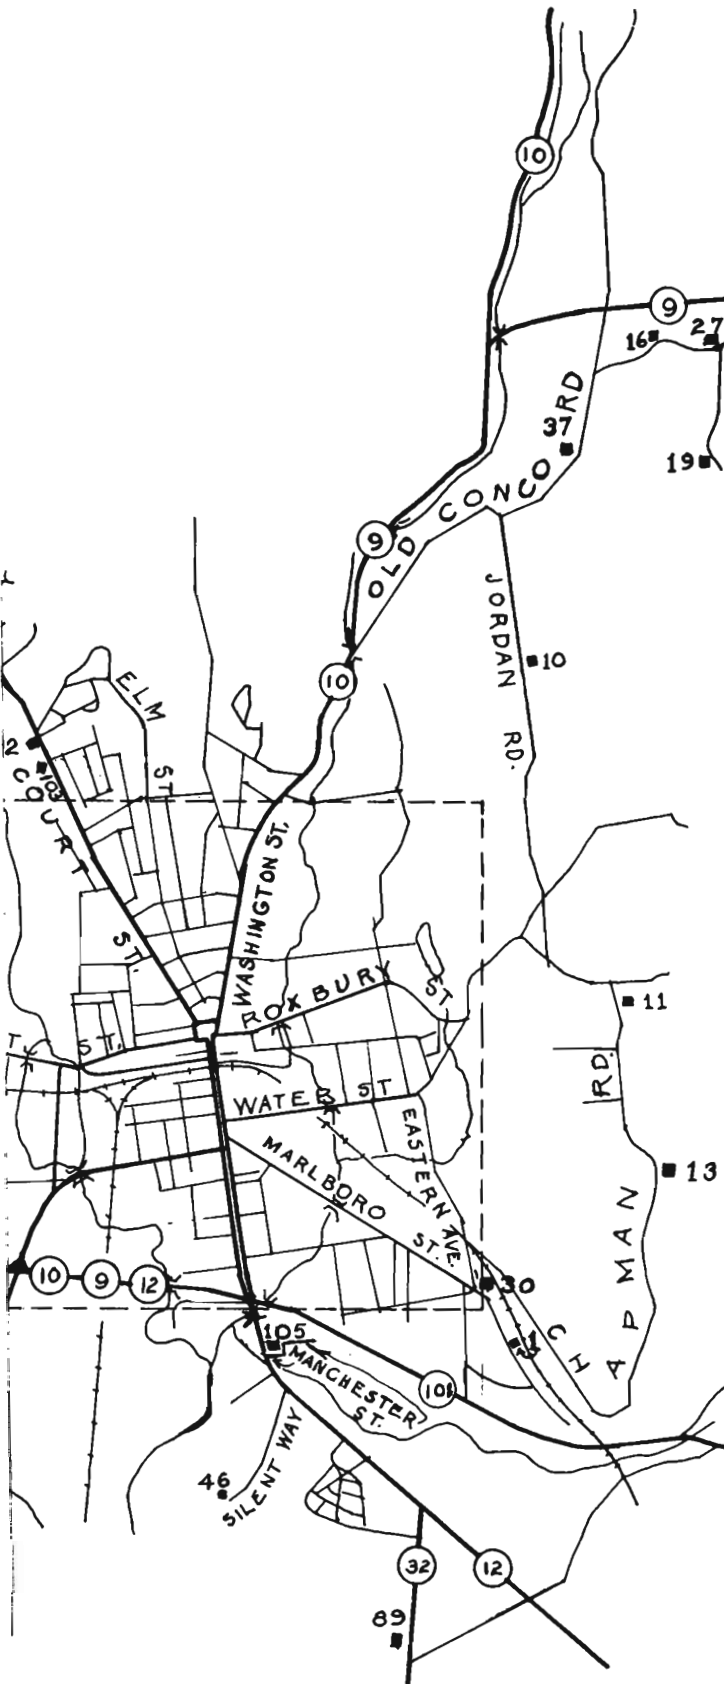 10
9
16 27
37
19
OLD CONCORD RD
9
JORDAN RD.
10
10
ELM ST
2
103
COURT ST.
WASHINGTON ST.
ROXBURY ST
11
ST.
WATER ST
RD.
EASTERN AVE.
MARLBORO ST.
13
CHAPMAN
10 9 12
30
105
MANCHESTER ST.
101
SILENT WAY
46
32 12
89